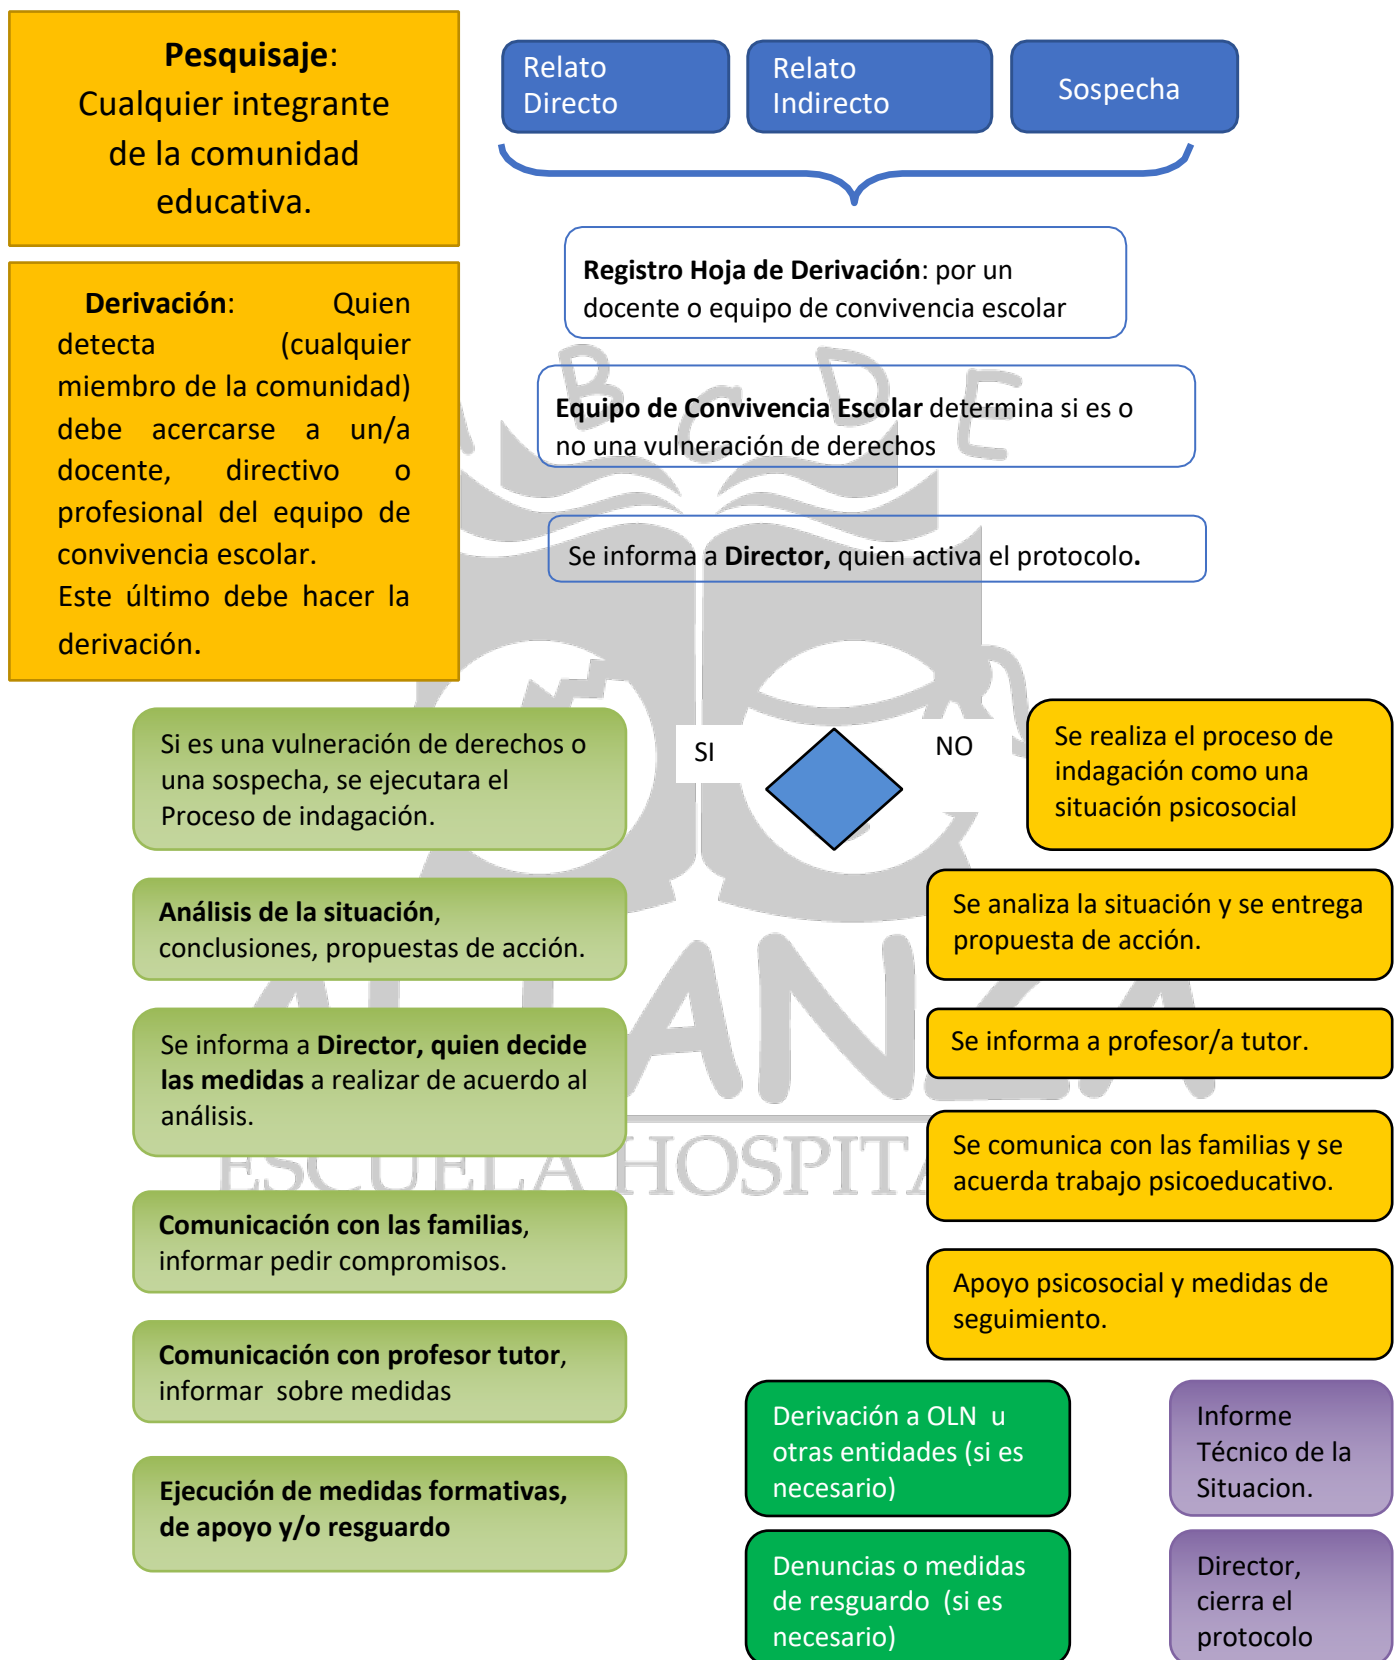 Pesquisaje:
Cualquier integrante
de la comunidad
educativa.
Relato
Directo
Relato
Indirecto
Sospecha
Registro Hoja de Derivación: por un
docente o equipo de convivencia escolar
Derivación: Quien
detecta (cualquier
miembro de la comunidad)
debe acercarse a un/a
docente, directivo o
profesional del equipo de
convivencia escolar.
Este último debe hacer la
derivación.
B C D E
Equipo de Convivencia Escolar determina si es o
no una vulneración de derechos
Se informa a Director, quien activa el protocolo.
SI
NO
Si es una vulneración de derechos o
una sospecha, se ejecutara el
Proceso de indagación.
Análisis de la situación,
conclusiones, propuestas de acción.
Se informa a Director, quien decide
las medidas a realizar de acuerdo al
análisis.
Comunicación con las familias,
informar pedir compromisos.
Comunicación con profesor tutor,
informar sobre medidas
Ejecución de medidas formativas,
de apoyo y/o resguardo
Se realiza el proceso de
indagación como una
situación psicosocial
Se analiza la situación y se entrega
propuesta de acción.
Se informa a profesor/a tutor.
Se comunica con las familias y se
acuerda trabajo psicoeducativo.
Apoyo psicosocial y medidas de
seguimiento.
Derivación a OLN u
otras entidades (si es
necesario)
Denuncias o medidas
de resguardo (si es
necesario)
Informe
Técnico de la
Situacion.
Director,
cierra el
protocolo
ESCUELA